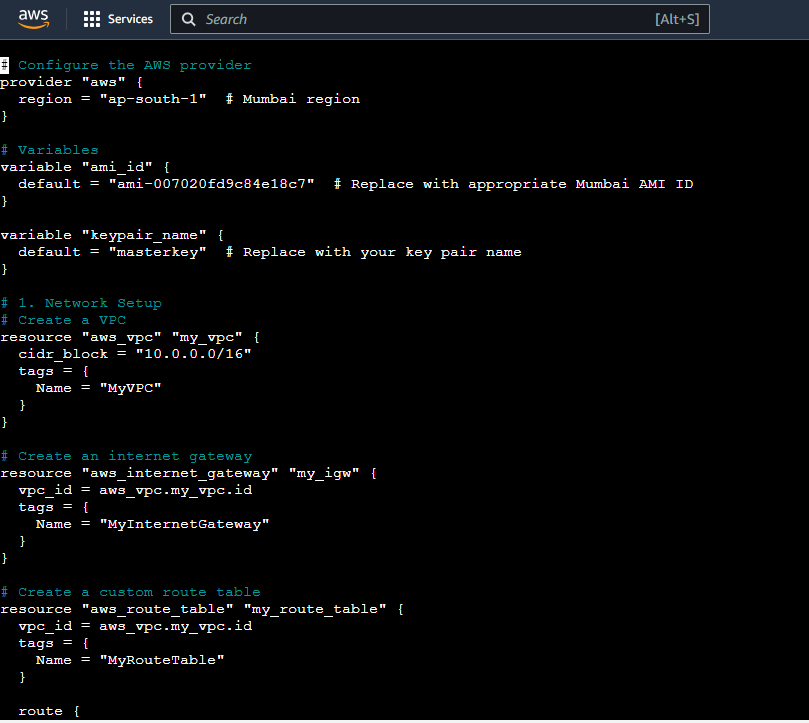 aws
Services
Search
[Alt+S]
# Configure the AWS provider
provider "aws" {
  region = "ap-south-1"  # Mumbai region
}

# Variables
variable "ami_id" {
  default = "ami-007020fd9c84e18c7"  # Replace with appropriate Mumbai AMI ID
}

variable "keypair_name" {
  default = "masterkey"  # Replace with your key pair name
}

# 1. Network Setup
# Create a VPC
resource "aws_vpc" "my_vpc" {
  cidr_block = "10.0.0.0/16"
  tags = {
    Name = "MyVPC"
  }
}

# Create an internet gateway
resource "aws_internet_gateway" "my_igw" {
  vpc_id = aws_vpc.my_vpc.id
  tags = {
    Name = "MyInternetGateway"
  }
}

# Create a custom route table
resource "aws_route_table" "my_route_table" {
  vpc_id = aws_vpc.my_vpc.id
  tags = {
    Name = "MyRouteTable"
  }

  route {